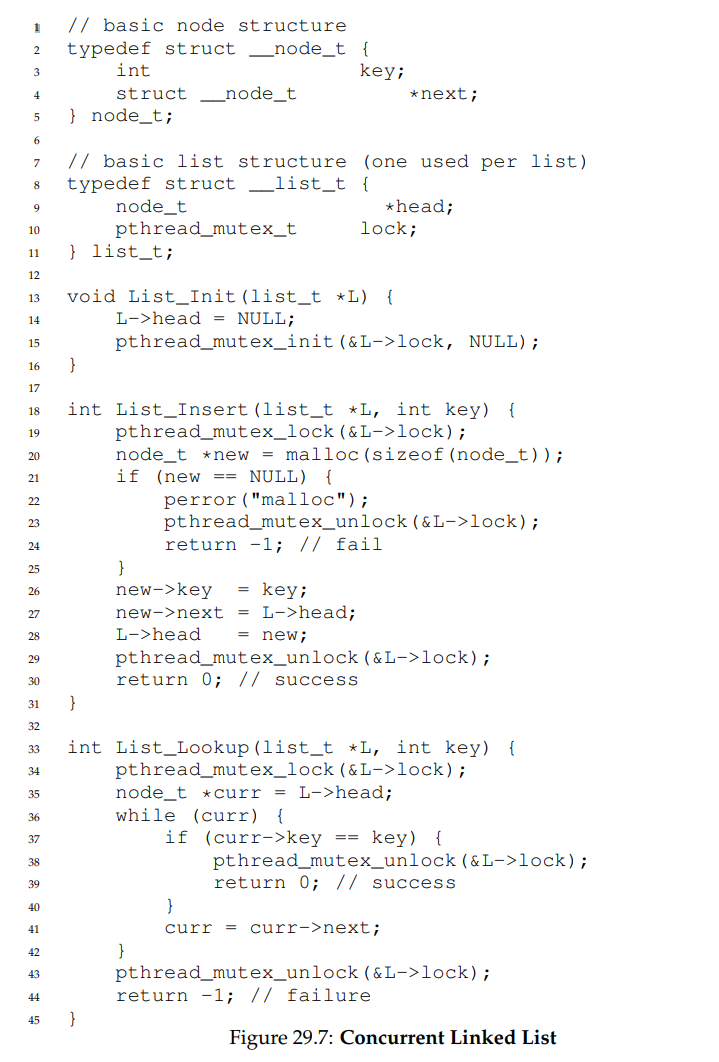 1 // basic node structure
2 typedef struct __node_t {
3     int                 key;
4     struct __node_t         *next;
5 } node_t;
6
7 // basic list structure (one used per list)
8 typedef struct __list_t {
9     node_t                *head;
10     pthread_mutex_t     lock;
11 } list_t;
12
13 void List_Init(list_t *L) {
14     L->head = NULL;
15     pthread_mutex_init(&L->lock, NULL);
16 }
17
18 int List_Insert(list_t *L, int key) {
19     pthread_mutex_lock(&L->lock);
20     node_t *new = malloc(sizeof(node_t));
21     if (new == NULL) {
22         perror("malloc");
23         pthread_mutex_unlock(&L->lock);
24         return -1; // fail
25     }
26     new->key  = key;
27     new->next = L->head;
28     L->head   = new;
29     pthread_mutex_unlock(&L->lock);
30     return 0; // success
31 }
32
33 int List_Lookup(list_t *L, int key) {
34     pthread_mutex_lock(&L->lock);
35     node_t *curr = L->head;
36     while (curr) {
37         if (curr->key == key) {
38             pthread_mutex_unlock(&L->lock);
39             return 0; // success
40         }
41         curr = curr->next;
42     }
43     pthread_mutex_unlock(&L->lock);
44     return -1; // failure
45 }
Figure 29.7: Concurrent Linked List